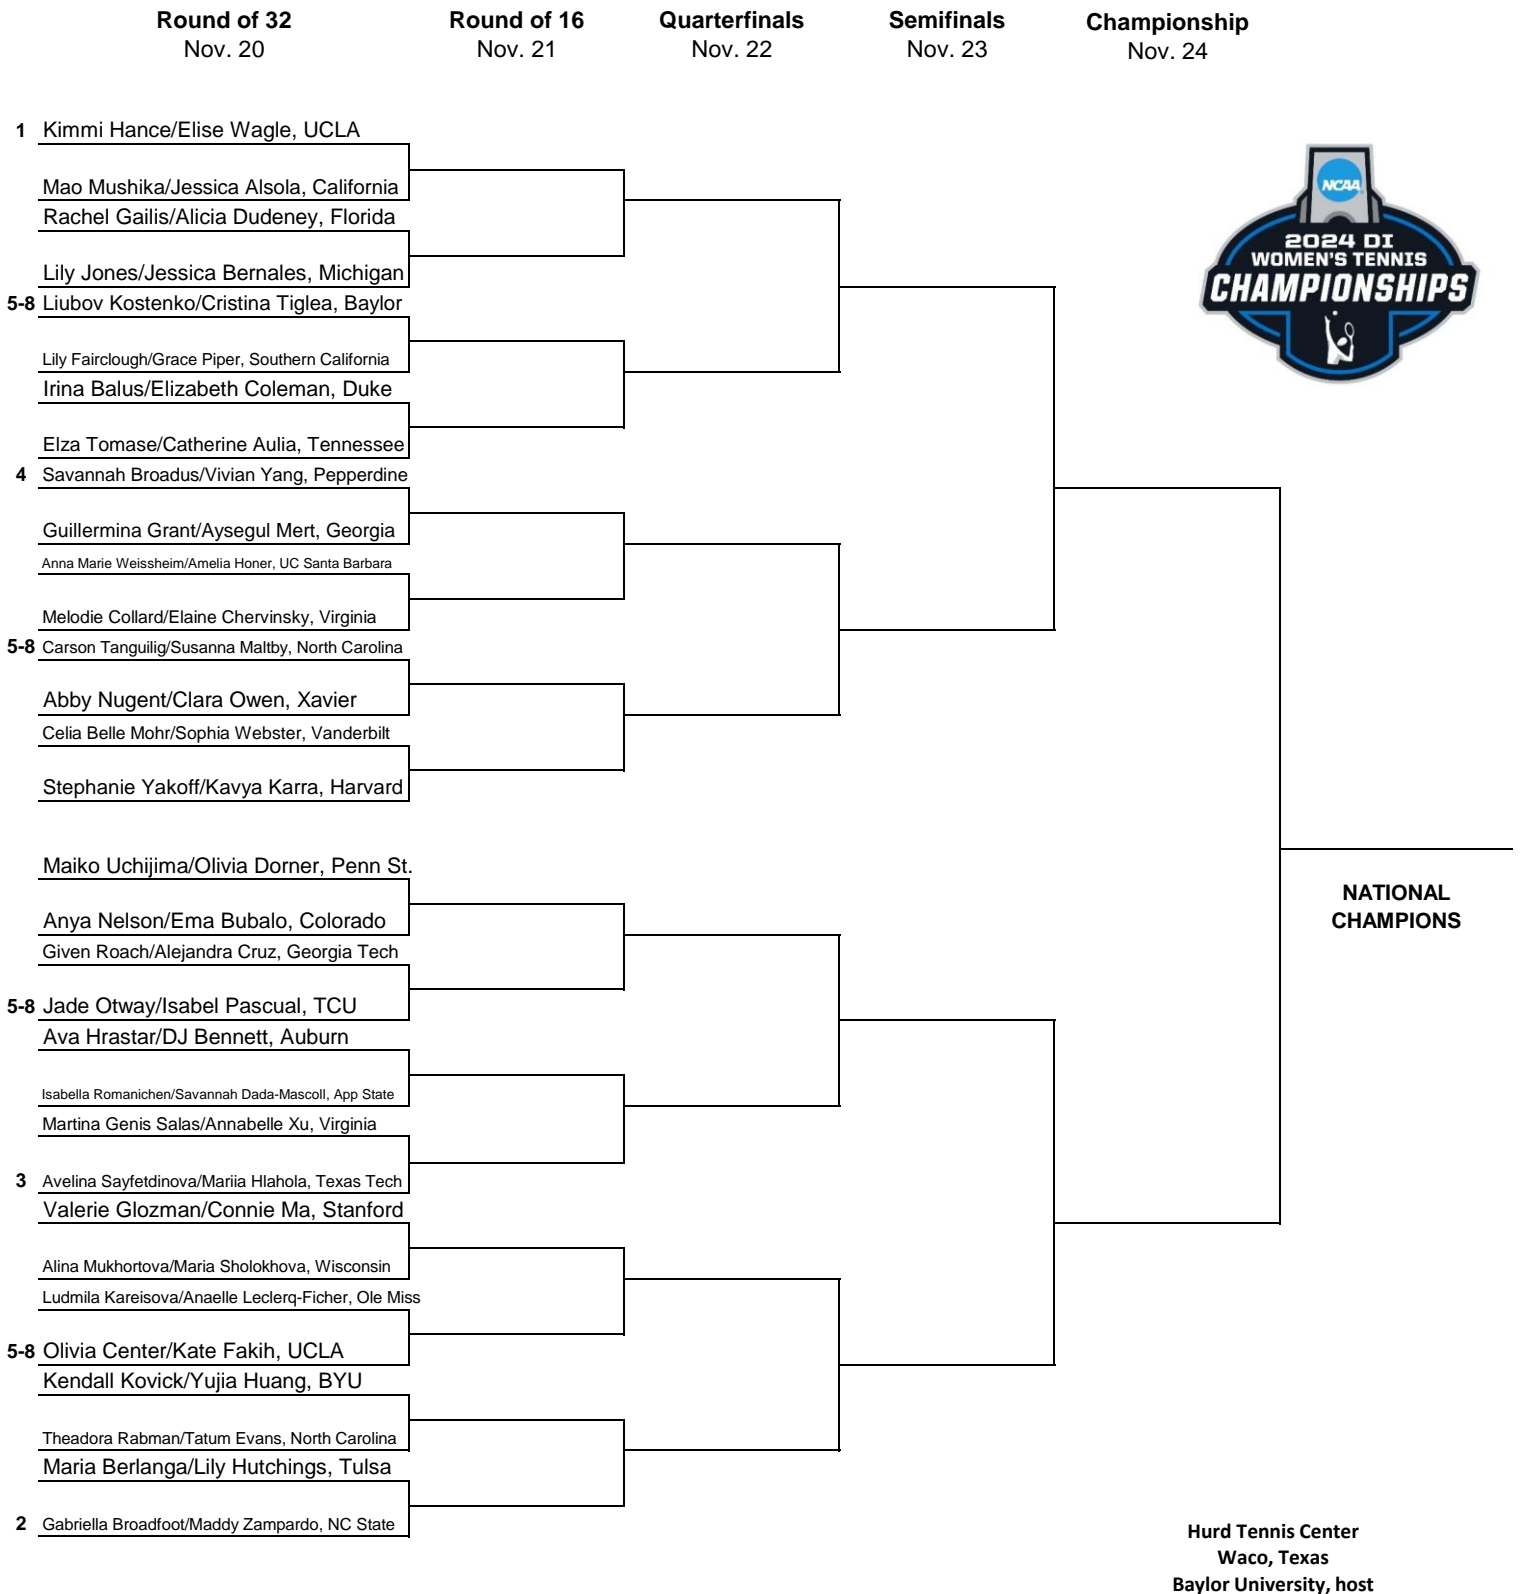 Round of 32 Round of 16 Quarterfinals Semifinals Championship
Nov. 20 Nov. 21 Nov. 22 Nov. 23 Nov. 24
1 Kimmi Hance/Elise Wagle, UCLA
Mao Mushika/Jessica Alsola, California
Rachel Gailis/Alicia Dudeney, Florida
Lily Jones/Jessica Bernales, Michigan
5-8 Liubov Kostenko/Cristina Tiglea, Baylor
Lily Fairclough/Grace Piper, Southern California
Irina Balus/Elizabeth Coleman, Duke
Elza Tomase/Catherine Aulia, Tennessee
4 Savannah Broadus/Vivian Yang, Pepperdine
Guillermina Grant/Aysegul Mert, Georgia
Anna Marie Weissheim/Amelia Honer, UC Santa Barbara
Melodie Collard/Elaine Chervinsky, Virginia
5-8 Carson Tanguilig/Susanna Maltby, North Carolina
Abby Nugent/Clara Owen, Xavier
Celia Belle Mohr/Sophia Webster, Vanderbilt
Stephanie Yakoff/Kavya Karra, Harvard
Maiko Uchijima/Olivia Dorner, Penn St.
Anya Nelson/Ema Bubalo, Colorado
Given Roach/Alejandra Cruz, Georgia Tech
5-8 Jade Otway/Isabel Pascual, TCU
Ava Hrastar/DJ Bennett, Auburn
Isabella Romanichen/Savannah Dada-Mascoll, App State
Martina Genis Salas/Annabelle Xu, Virginia
3 Avelina Sayfetdinova/Mariia Hlahola, Texas Tech
Valerie Glozman/Connie Ma, Stanford
Alina Mukhortova/Maria Sholokhova, Wisconsin
Ludmila Kareisova/Anaelle Leclerq-Ficher, Ole Miss
5-8 Olivia Center/Kate Fakih, UCLA
Kendall Kovick/Yujia Huang, BYU
Theadora Rabman/Tatum Evans, North Carolina
Maria Berlanga/Lily Hutchings, Tulsa
2 Gabriella Broadfoot/Maddy Zampardo, NC State
NCAA
2024 DI
WOMEN'S TENNIS
CHAMPIONSHIPS
NATIONAL
CHAMPIONS
Hurd Tennis Center
Waco, Texas
Baylor University, host